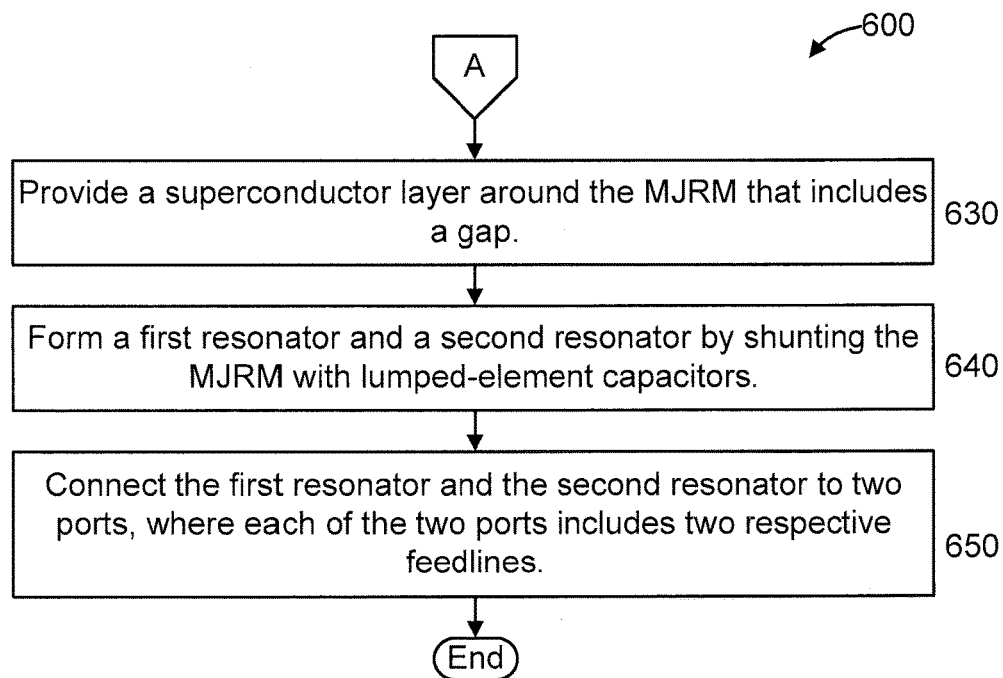 600
A
Provide a superconductor layer around the MJRM that includes
a gap.
630
Form a first resonator and a second resonator by shunting the
MJRM with lumped-element capacitors.
640
Connect the first resonator and the second resonator to two
ports, where each of the two ports includes two respective
feedlines.
650
End